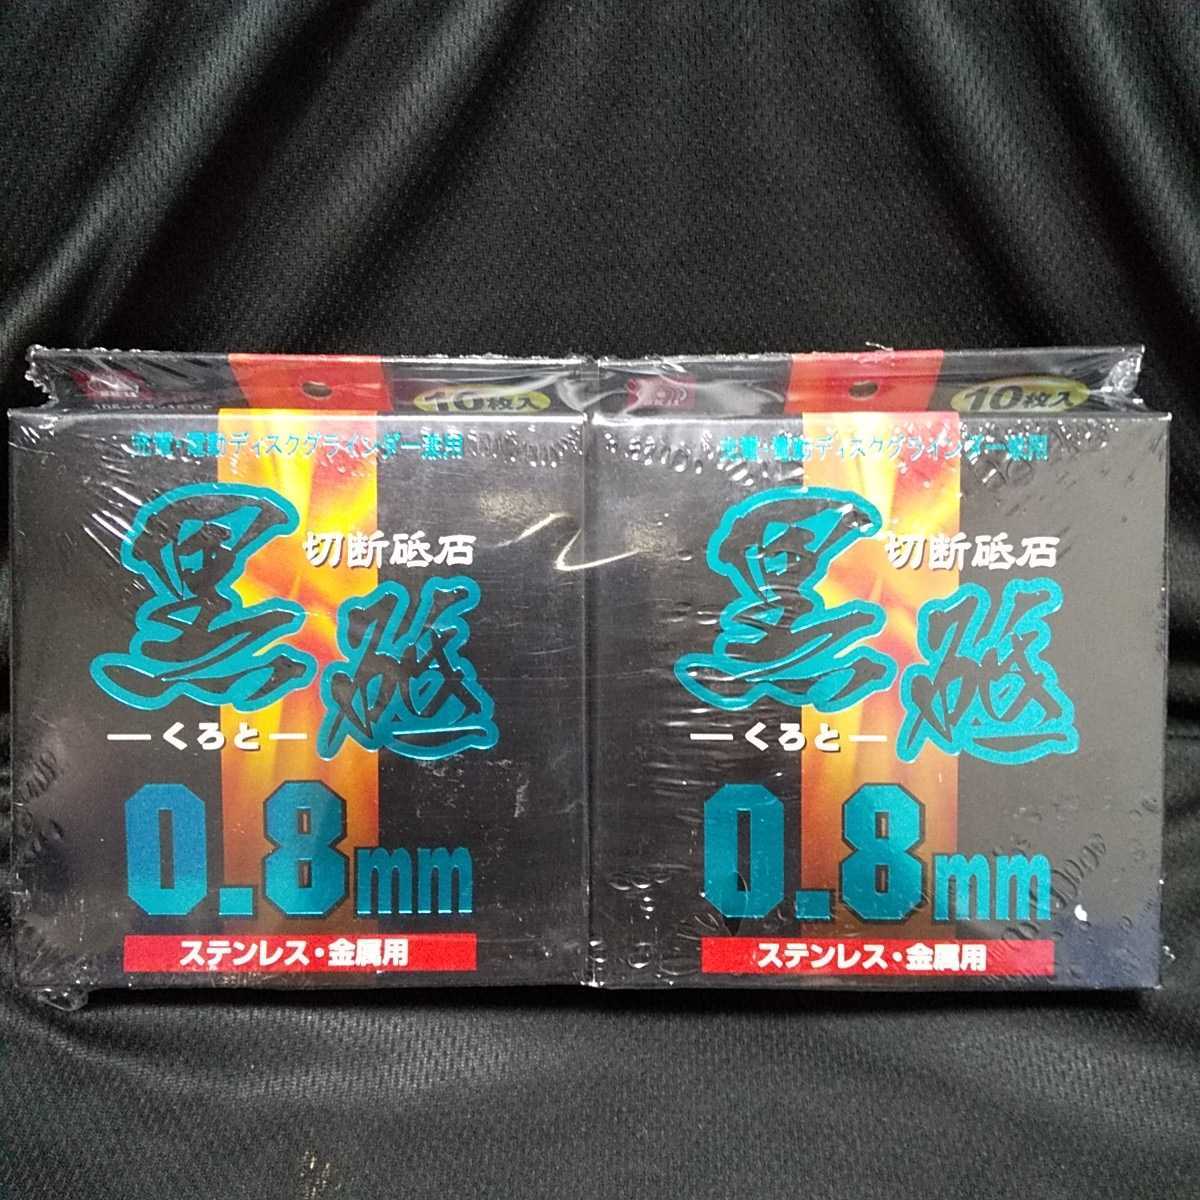 10枚入
充電・電動ディスクグラインダー兼用
切断砥石
黒砥
くろと
0.8mm
ステンレス・金属用
10枚入
充電・電動ディスクグラインダー兼用
切断砥石
黒砥
くろと
0.8mm
ステンレス・金属用